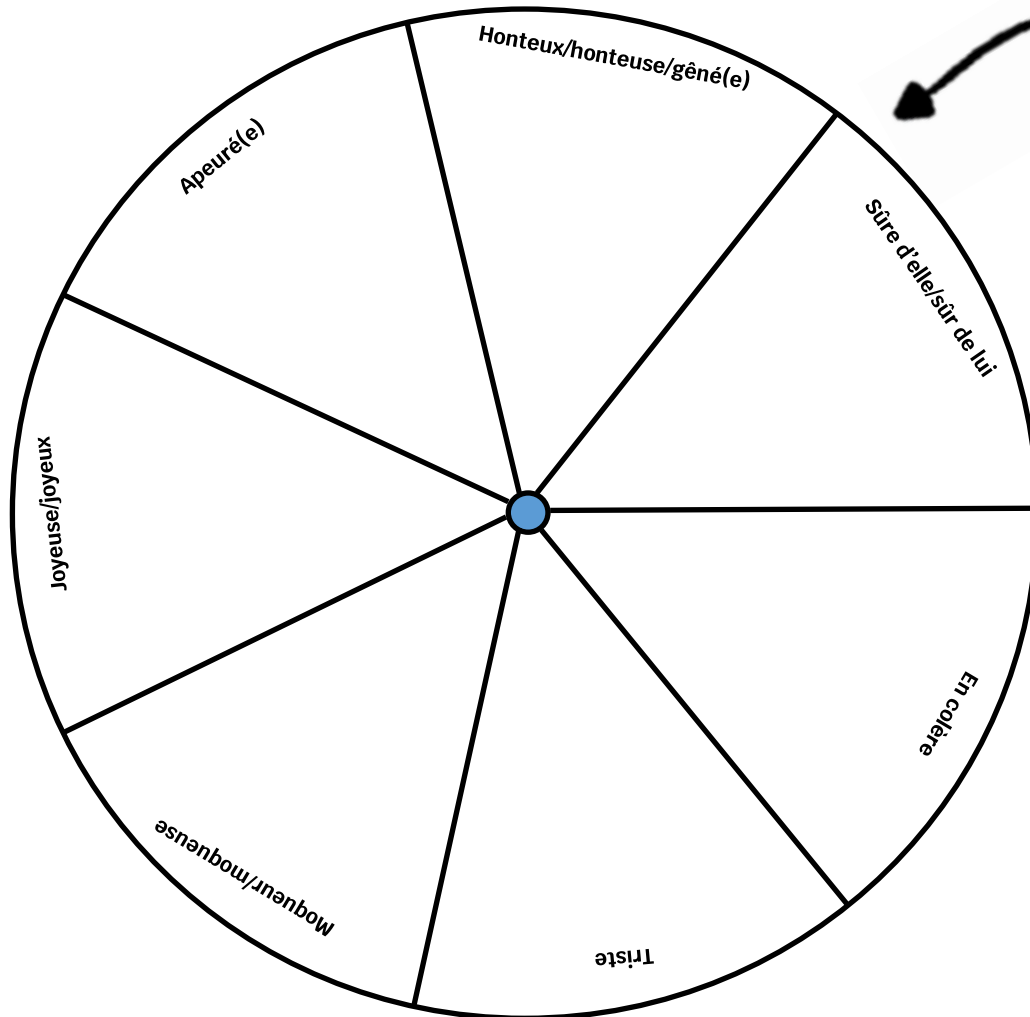 Honteux/honteuse/gêné(e)
Sûre d'elle/sûr de lui
En colère
Triste
Moqueur/moqueuse
Joyeuse/joyeux
Apeuré(e)